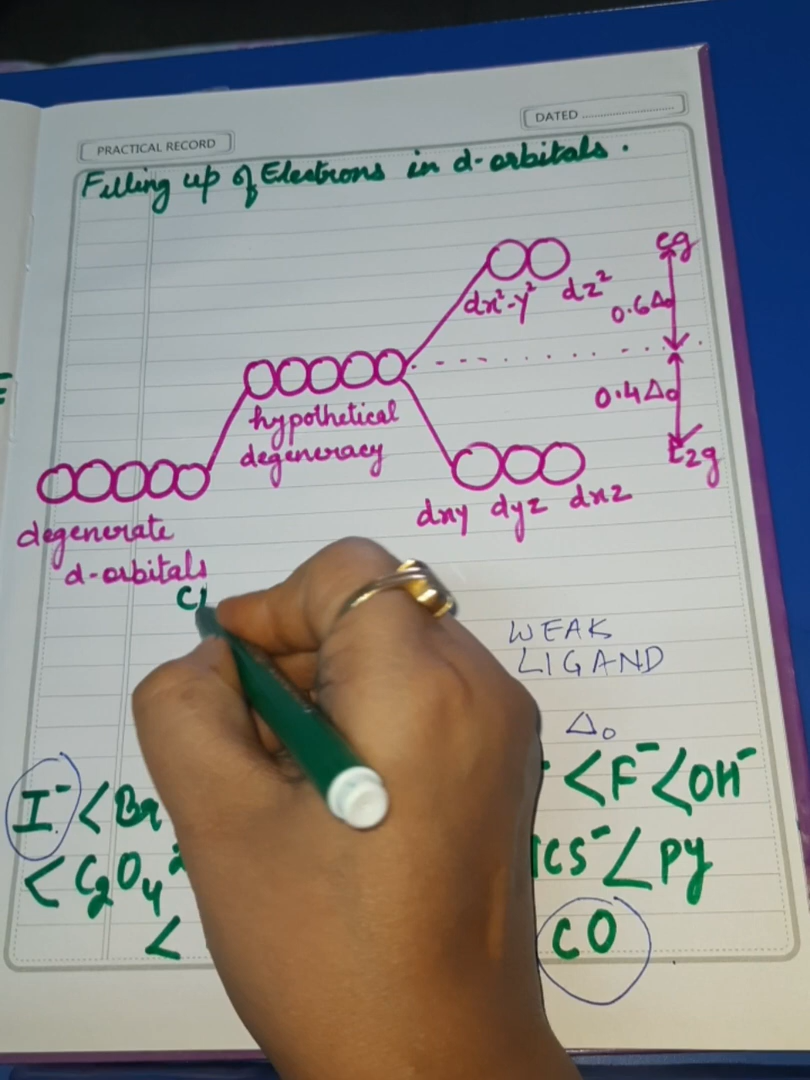 PRACTICAL RECORD
DATED
Filling up of Electrons in d-orbitals.
eg
dx²-y² dz²
0.6Δo
0.4Δo
hypothetical
degeneracy
t2g
dxy dyz dxz
degenerate
d-orbitals
WEAK
LIGAND
Δo
I⁻ < Br < F⁻ < OH⁻
< C₂O₄ CS⁻ < Py
< CO